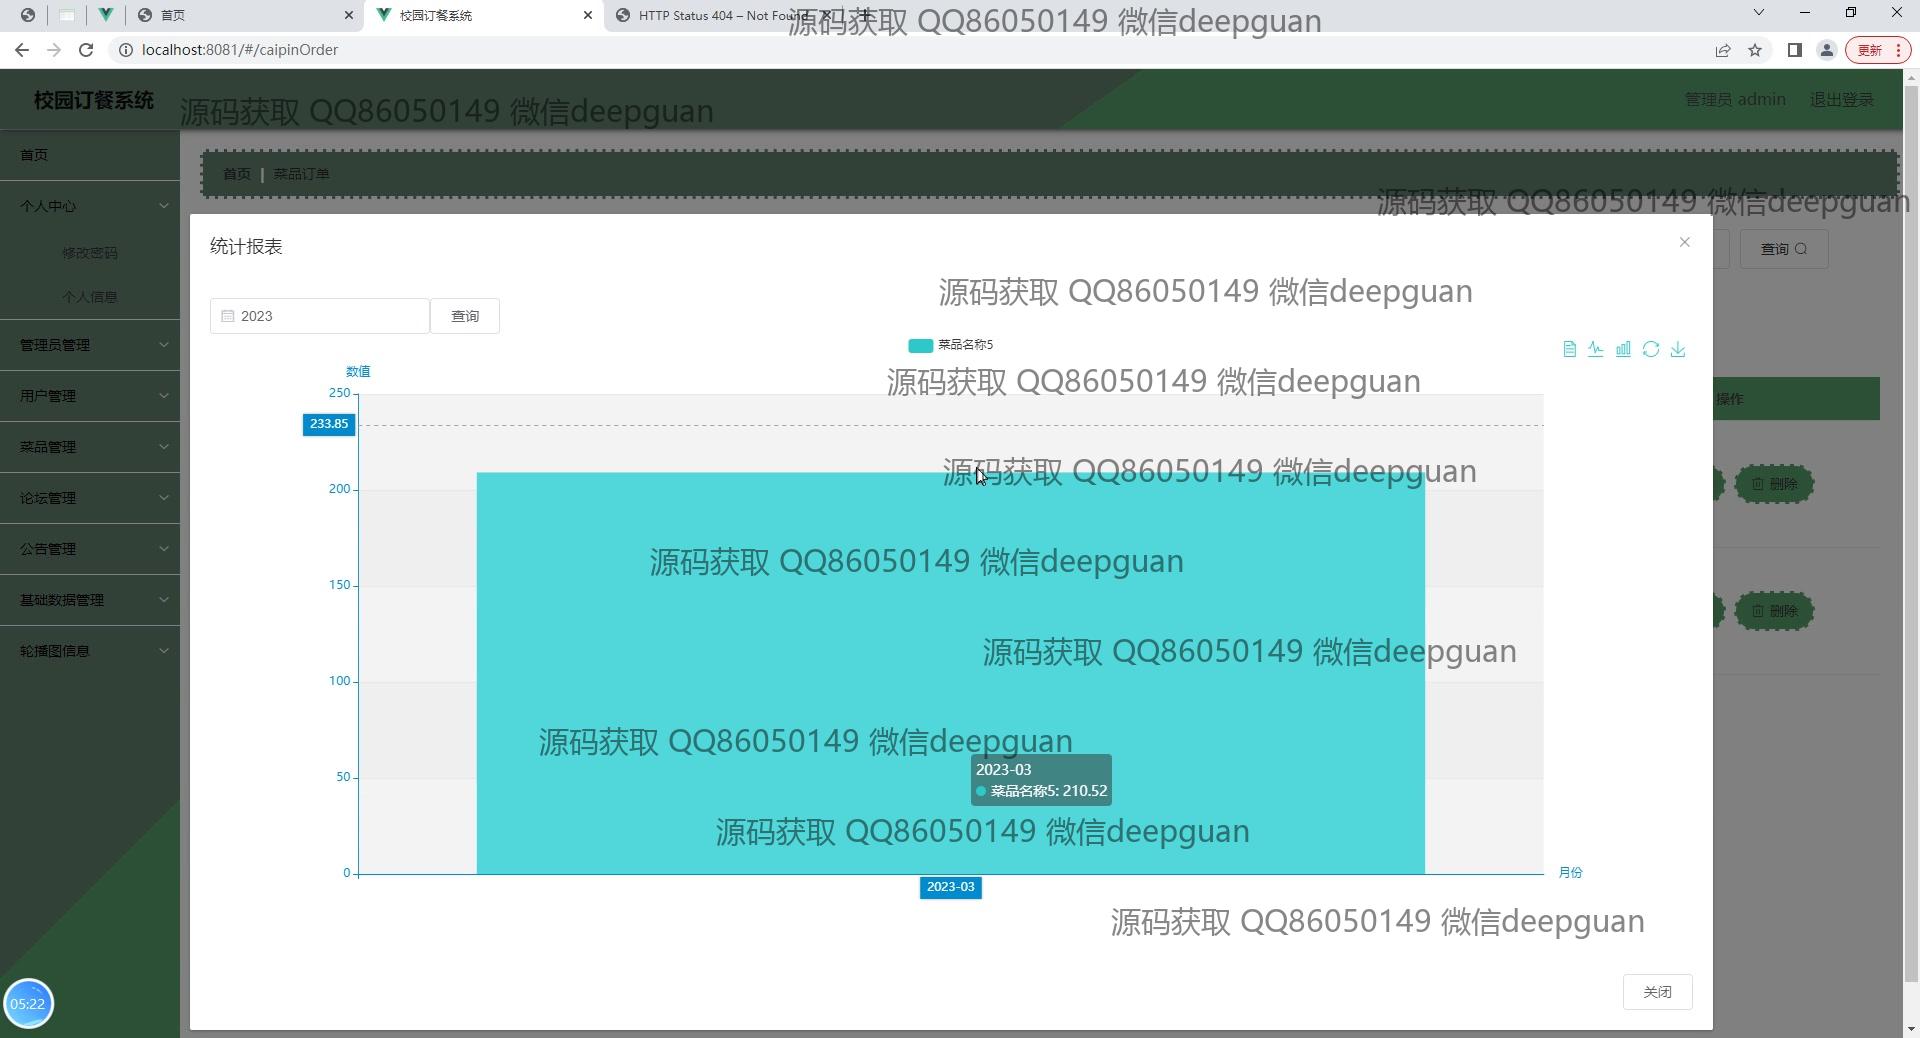 首页
校园订餐系统
HTTP Status 404 – Not Found
源码获取 QQ86050149 微信deepguan
localhost:8081/#/caipinOrder
更新
校园订餐系统
源码获取 QQ86050149 微信deepguan
管理员 admin
退出登录
首页
个人中心
修改密码
个人信息
管理员管理
用户管理
菜品管理
论坛管理
公告管理
基础数据管理
轮播图信息
首页 | 菜品订单
源码获取 QQ86050149 微信deepguan
查询
操作
删除
删除
统计报表
源码获取 QQ86050149 微信deepguan
2023
查询
菜品名称5
数值
源码获取 QQ86050149 微信deepguan
250
233.85
源码获取 QQ86050149 微信deepguan
200
源码获取 QQ86050149 微信deepguan
150
源码获取 QQ86050149 微信deepguan
100
源码获取 QQ86050149 微信deepguan
50
2023-03
菜品名称5: 210.52
源码获取 QQ86050149 微信deepguan
0
月份
2023-03
源码获取 QQ86050149 微信deepguan
关闭
05:22